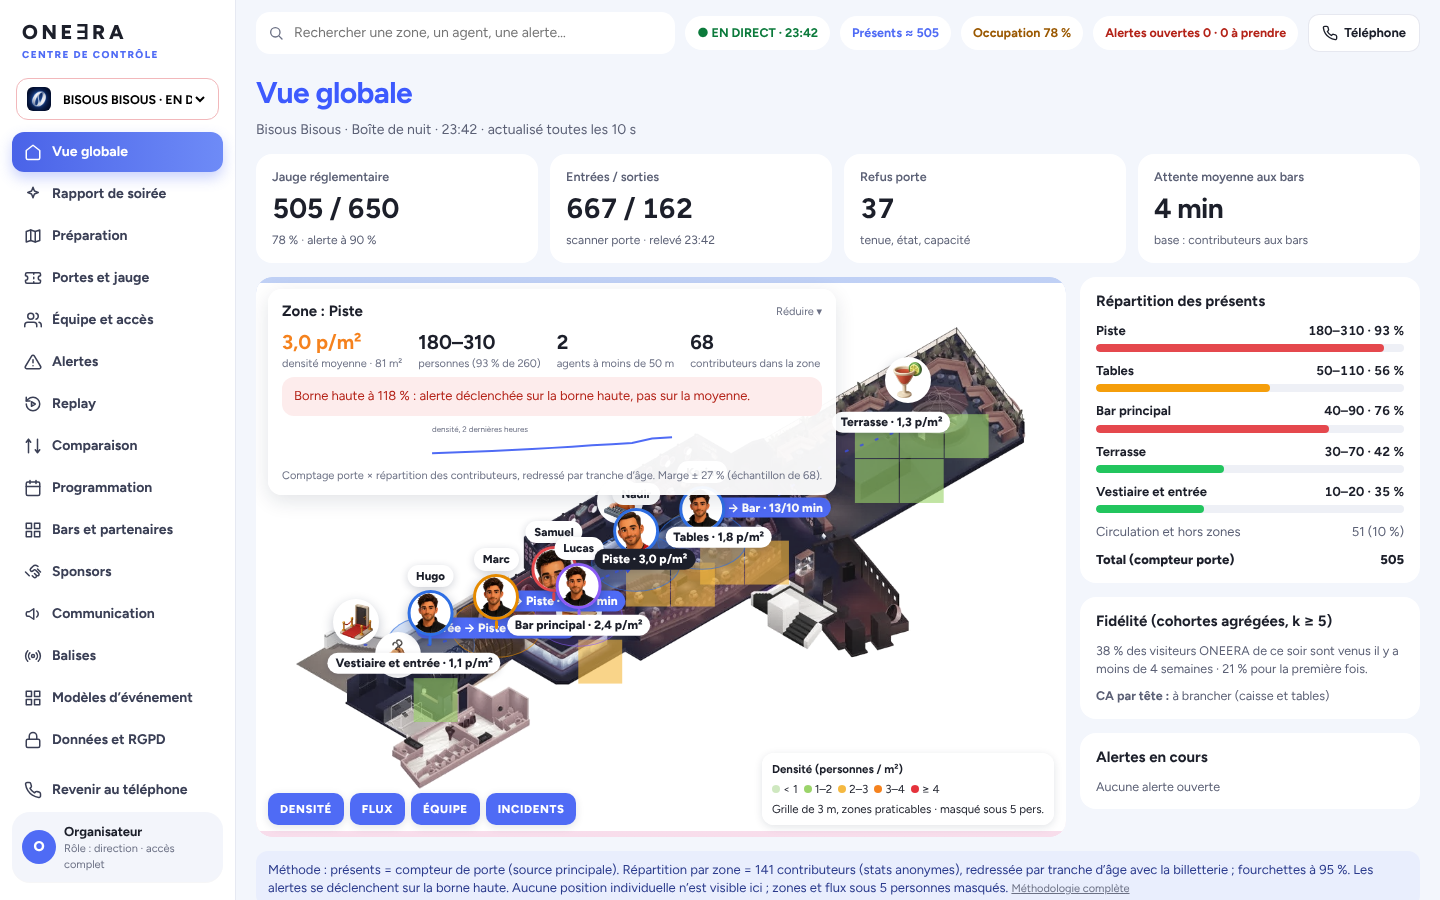 ONEƎRA
CENTRE DE CONTRÔLE
BISOUS BISOUS · EN D
Vue globale
Rapport de soirée
Préparation
Portes et jauge
Équipe et accès
Alertes
Replay
Comparaison
Programmation
Bars et partenaires
Sponsors
Communication
Balises
Modèles d’événement
Données et RGPD
Revenir au téléphone
O
Organisateur
Rôle : direction · accès
complet
Rechercher une zone, un agent, une alerte…
EN DIRECT · 23:42
Présents ≈ 505
Occupation 78 %
Alertes ouvertes 0 · 0 à prendre
Téléphone
Vue globale
Bisous Bisous · Boîte de nuit · 23:42 · actualisé toutes les 10 s
Jauge réglementaire
505 / 650
78 % · alerte à 90 %
Entrées / sorties
667 / 162
scanner porte · relevé 23:42
Refus porte
37
tenue, état, capacité
Attente moyenne aux bars
4 min
base : contributeurs aux bars
Zone : Piste
Réduire ▾
3,0 p/m²
densité moyenne · 81 m²
180–310
personnes (93 % de 260)
2
agents à moins de 50 m
68
contributeurs dans la zone
Borne haute à 118 % : alerte déclenchée sur la borne haute, pas sur la moyenne.
densité, 2 dernières heures
Comptage porte × répartition des contributeurs, redressé par tranche d’âge. Marge ± 27 % (échantillon de 68).
Terrasse · 1,3 p/m²
Nadir
→ Bar · 13/10 min
Samuel
Tables · 1,8 p/m²
Lucas
Piste · 3,0 p/m²
Marc
Hugo
→ Piste · min
ée → Piste
Bar principal · 2,4 p/m²
Vestiaire et entrée · 1,1 p/m²
DENSITÉ
FLUX
ÉQUIPE
INCIDENTS
Densité (personnes / m²)
< 1 1–2 2–3 3–4 ≥ 4
Grille de 3 m, zones praticables · masqué sous 5 pers.
Répartition des présents
Piste 180–310 · 93 %
Tables 50–110 · 56 %
Bar principal 40–90 · 76 %
Terrasse 30–70 · 42 %
Vestiaire et entrée 10–20 · 35 %
Circulation et hors zones 51 (10 %)
Total (compteur porte) 505
Fidélité (cohortes agrégées, k ≥ 5)
38 % des visiteurs ONEERA de ce soir sont venus il y a
moins de 4 semaines · 21 % pour la première fois.
CA par tête : à brancher (caisse et tables)
Alertes en cours
Aucune alerte ouverte
Méthode : présents = compteur de porte (source principale). Répartition par zone = 141 contributeurs (stats anonymes), redressée par tranche d’âge avec la billetterie ; fourchettes à 95 %. Les
alertes se déclenchent sur la borne haute. Aucune position individuelle n’est visible ici ; zones et flux sous 5 personnes masqués. Méthodologie complète